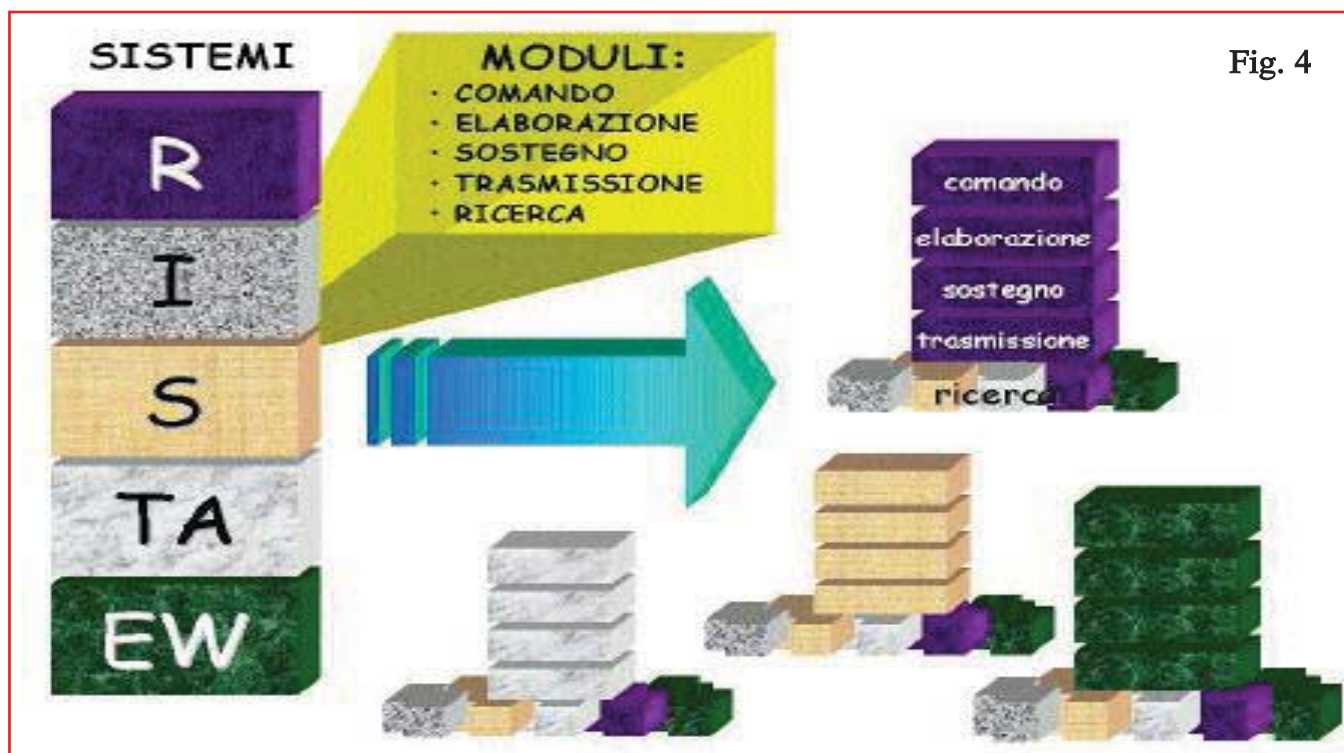 SISTEMI
R
I
S
TA
EW
MODULI:
· COMANDO
· ELABORAZIONE
· SOSTEGNO
· TRASMISSIONE
· RICERCA
Fig. 4
comando
elaborazione
sostegno
trasmissione
ricerca